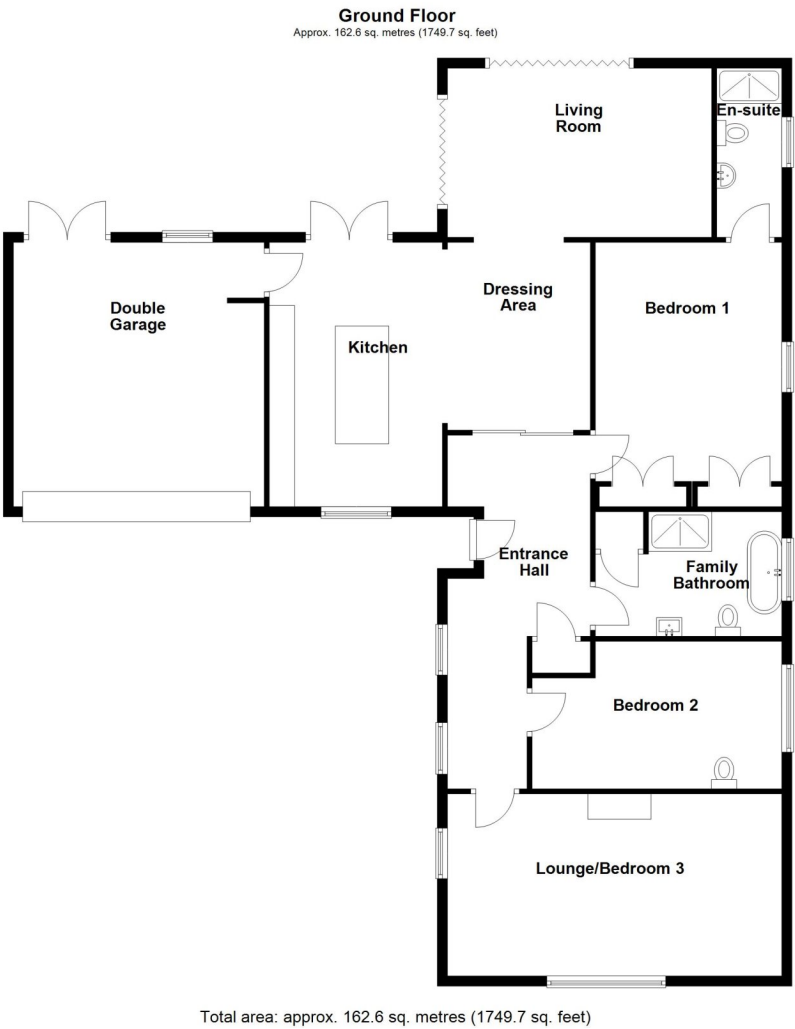 Ground Floor
Approx. 162.6 sq. metres (1749.7 sq. feet)
Living
Room
En-suite
Double
Garage
Kitchen
Dressing
Area
Bedroom 1
Entrance
Hall
Family
Bathroom
Bedroom 2
Lounge/Bedroom 3
Total area: approx. 162.6 sq. metres (1749.7 sq. feet)